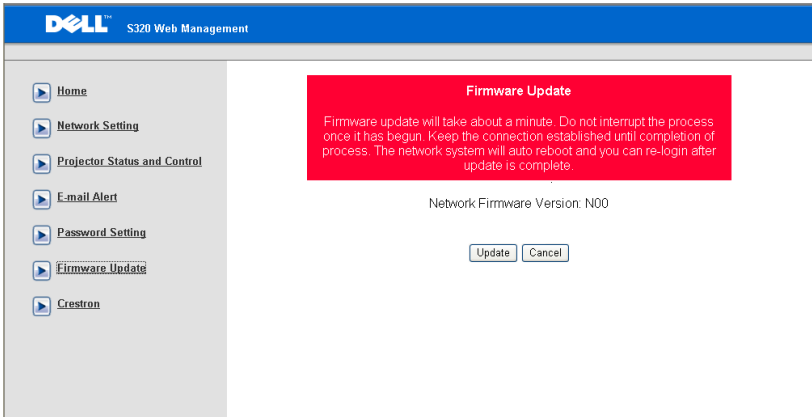 DELL™
S320 Web Management
Home
Network Setting
Projector Status and Control
E-mail Alert
Password Setting
Firmware Update
Crestron
Firmware Update
Firmware update will take about a minute. Do not interrupt the process
once it has begun. Keep the connection established until completion of
process. The network system will auto reboot and you can re-login after
update is complete.
Network Firmware Version: N00
Update Cancel